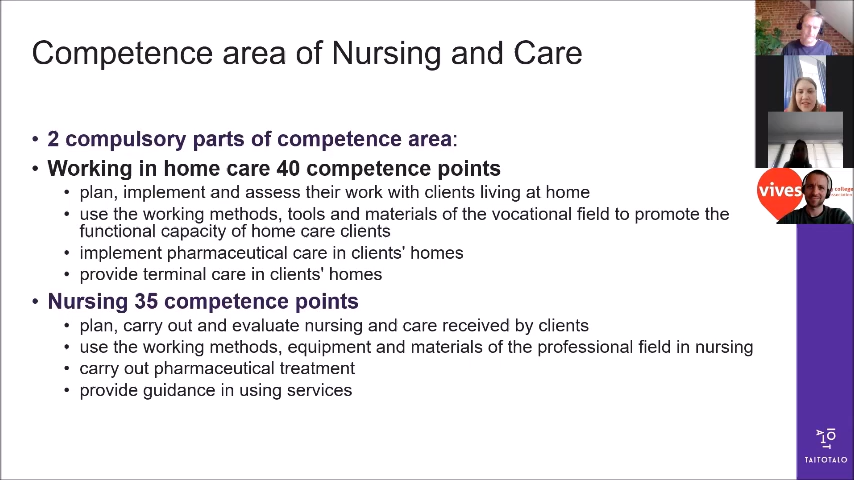 Competence area of Nursing and Care
• 2 compulsory parts of competence area:
• Working in home care 40 competence points
• plan, implement and assess their work with clients living at home
• use the working methods, tools and materials of the vocational field to promote the
functional capacity of home care clients
• implement pharmaceutical care in clients' homes
• provide terminal care in clients' homes
• Nursing 35 competence points
• plan, carry out and evaluate nursing and care received by clients
• use the working methods, equipment and materials of the professional field in nursing
• carry out pharmaceutical treatment
• provide guidance in using services
vives
college
TAITOTALO